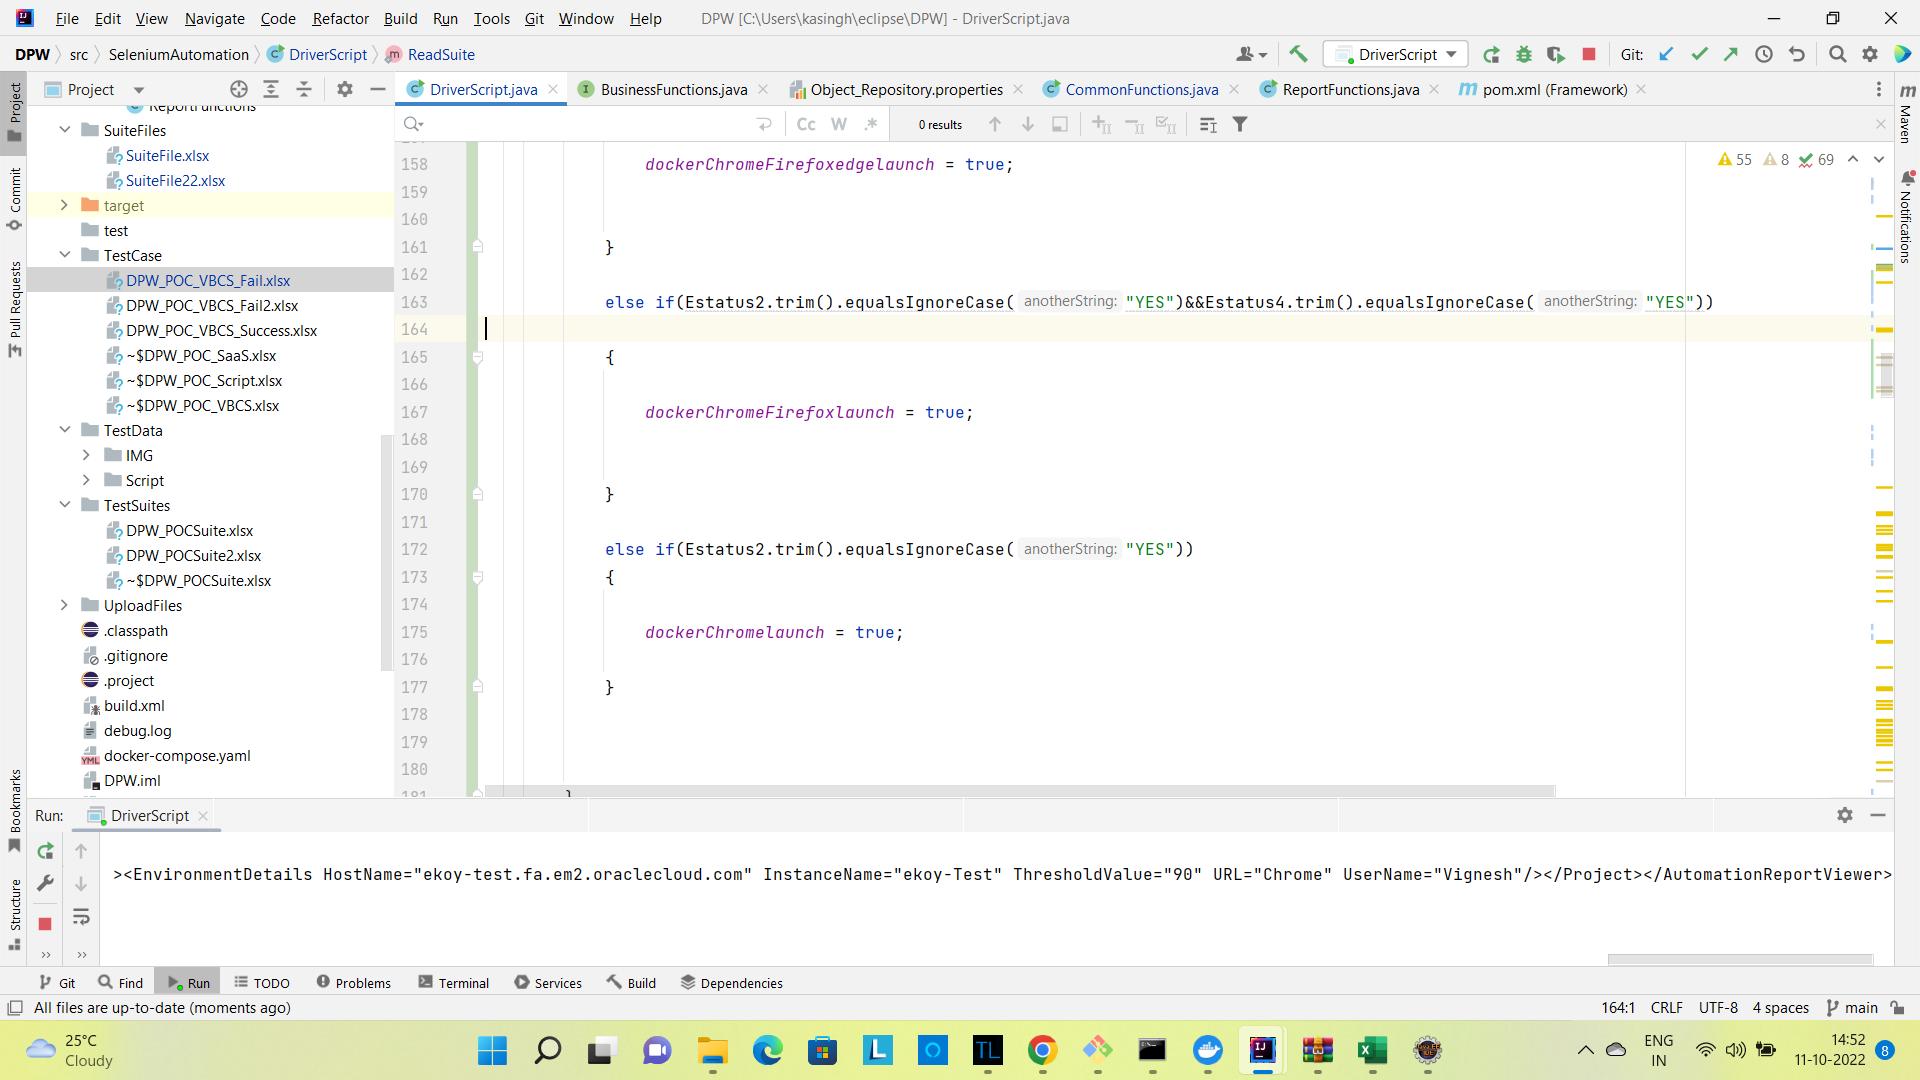 File Edit View Navigate Code Refactor Build Run Tools Git Window Help DPW [C:\Users\kasingh\eclipse\DPW] - DriverScript.java
DPW src SeleniumAutomation DriverScript ReadSuite
DriverScript Git:
Project
DriverScript.java BusinessFunctions.java Object_Repository.properties CommonFunctions.java ReportFunctions.java pom.xml (Framework)
Cc W .* 0 results
Project
Commit
Pull Requests
Bookmarks
Structure
Maven
Notifications
ReportFunctions
SuiteFiles
SuiteFile.xlsx
SuiteFile22.xlsx
target
test
TestCase
DPW_POC_VBCS_Fail.xlsx
DPW_POC_VBCS_Fail2.xlsx
DPW_POC_VBCS_Success.xlsx
~$DPW_POC_SaaS.xlsx
~$DPW_POC_Script.xlsx
~$DPW_POC_VBCS.xlsx
TestData
IMG
Script
TestSuites
DPW_POCSuite.xlsx
DPW_POCSuite2.xlsx
~$DPW_POCSuite.xlsx
UploadFiles
.classpath
.gitignore
.project
build.xml
debug.log
docker-compose.yaml
DPW.iml
55 8 69
158 dockerChromeFirefoxedgelaunch = true;
159
160
161 }
162
163 else if(Estatus2.trim().equalsIgnoreCase( anotherString: "YES")&&Estatus4.trim().equalsIgnoreCase( anotherString: "YES"))
164
165 {
166
167 dockerChromeFirefoxlaunch = true;
168
169
170 }
171
172 else if(Estatus2.trim().equalsIgnoreCase( anotherString: "YES"))
173 {
174
175 dockerChromelaunch = true;
176
177 }
178
179
180
181 }
Run: DriverScript
><EnvironmentDetails HostName="ekoy-test.fa.em2.oraclecloud.com" InstanceName="ekoy-Test" ThresholdValue="90" URL="Chrome" UserName="Vignesh"/></Project></AutomationReportViewer>
Git Find Run TODO Problems Terminal Services Build Dependencies
All files are up-to-date (moments ago) 164:1 CRLF UTF-8 4 spaces main
25°C
Cloudy
ENG
IN
14:52
11-10-2022
8